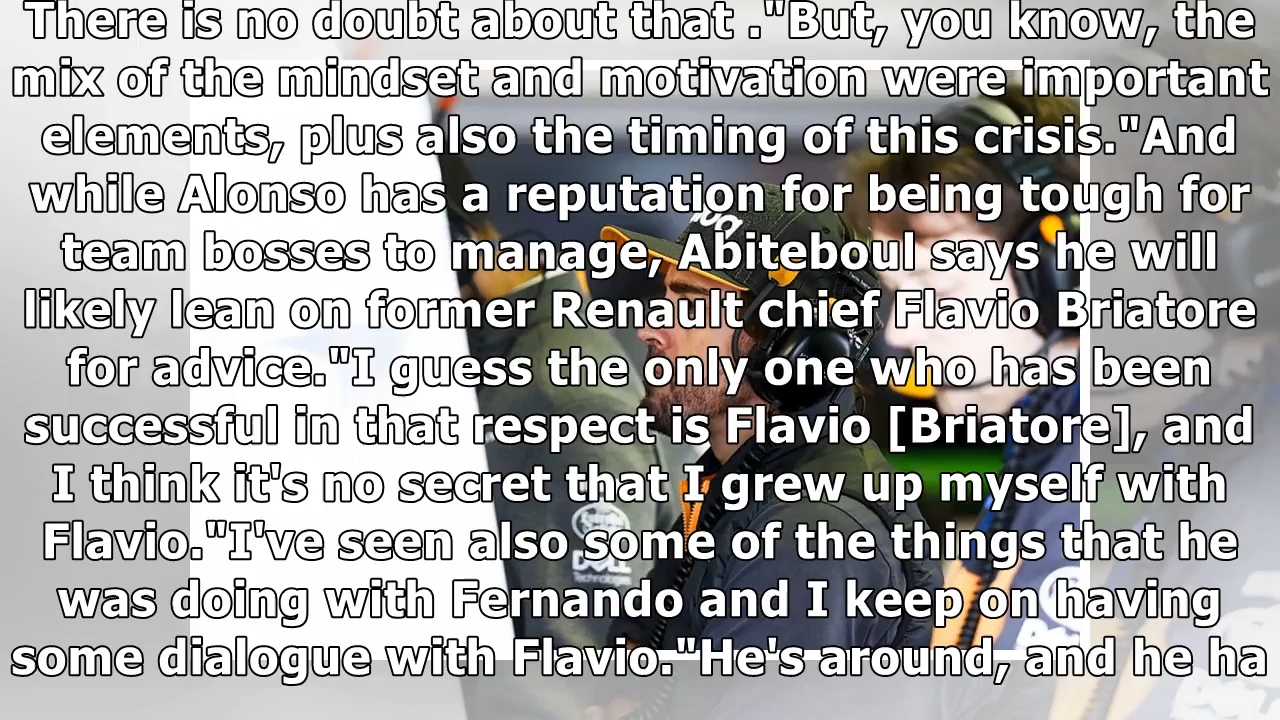 There is no doubt about that ."But, you know, the
mix of the mindset and motivation were important
elements, plus also the timing of this crisis."And
while Alonso has a reputation for being tough for
team bosses to manage, Abiteboul says he will
likely lean on former Renault chief Flavio Briatore
for advice."I guess the only one who has been
successful in that respect is Flavio [Briatore], and
I think it's no secret that I grew up myself with
Flavio."I've seen also some of the things that he
was doing with Fernando and I keep on having
some dialogue with Flavio."He's around, and he ha
DELL
Technologies